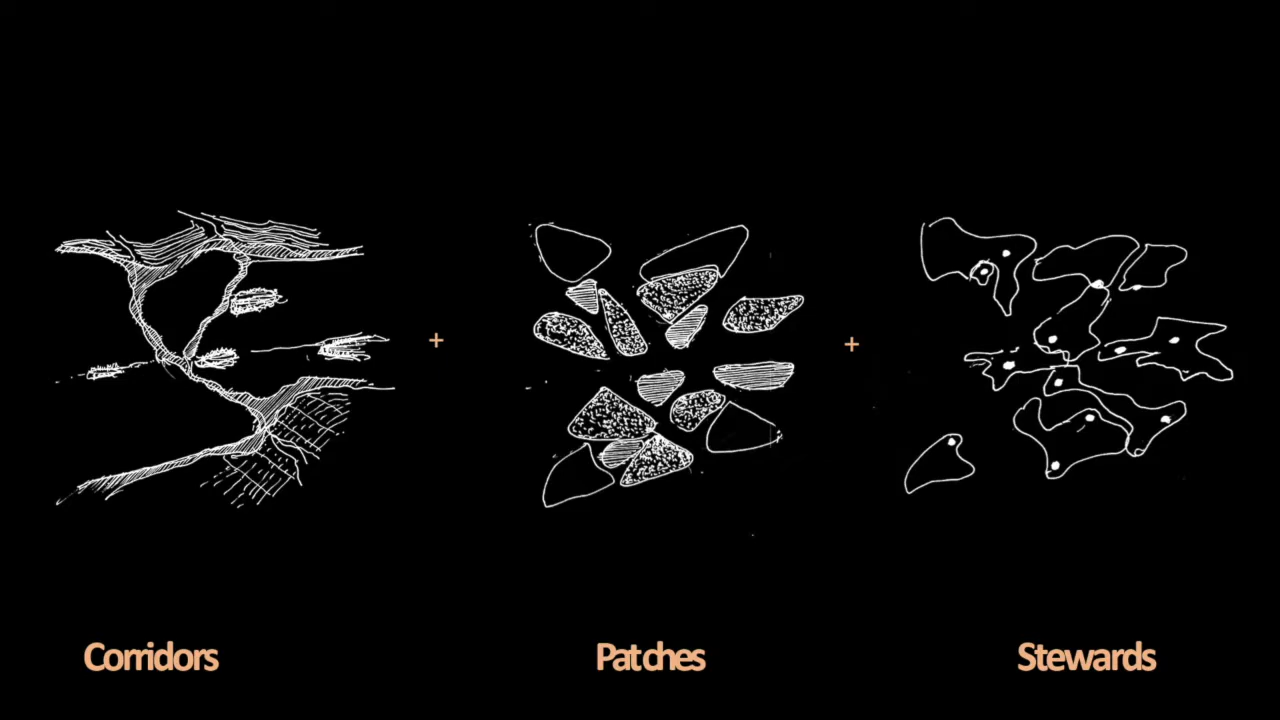 +
+
Corridors
Patches
Stewards